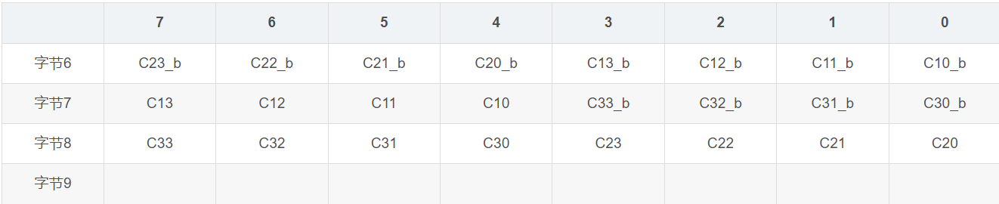 7 6 5 4 3 2 1 0
字节6 C23_b C22_b C21_b C20_b C13_b C12_b C11_b C10_b
字节7 C13 C12 C11 C10 C33_b C32_b C31_b C30_b
字节8 C33 C32 C31 C30 C23 C22 C21 C20
字节9